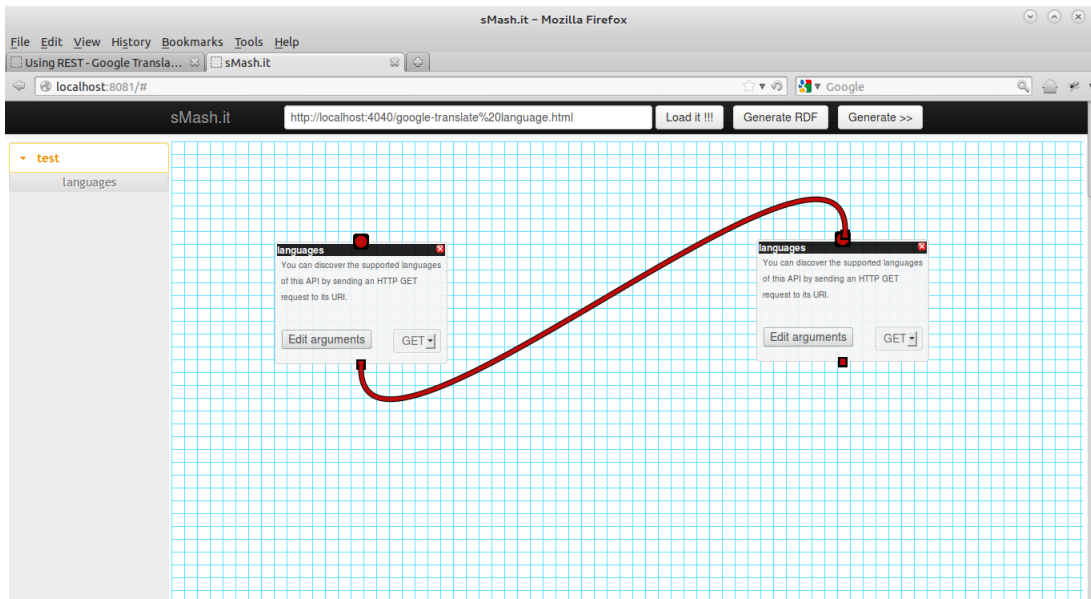 sMash.it - Mozilla Firefox
File Edit View History Bookmarks Tools Help
Using REST - Google Transla... sMash.it
localhost:8081/# Google
sMash.it http://localhost:4040/google-translate%20language.html Load it !!! Generate RDF Generate >>
test
languages
languages
You can discover the supported languages
of this API by sending an HTTP GET
request to its URI.
Edit arguments GET
languages
You can discover the supported languages
of this API by sending an HTTP GET
request to its URI.
Edit arguments GET